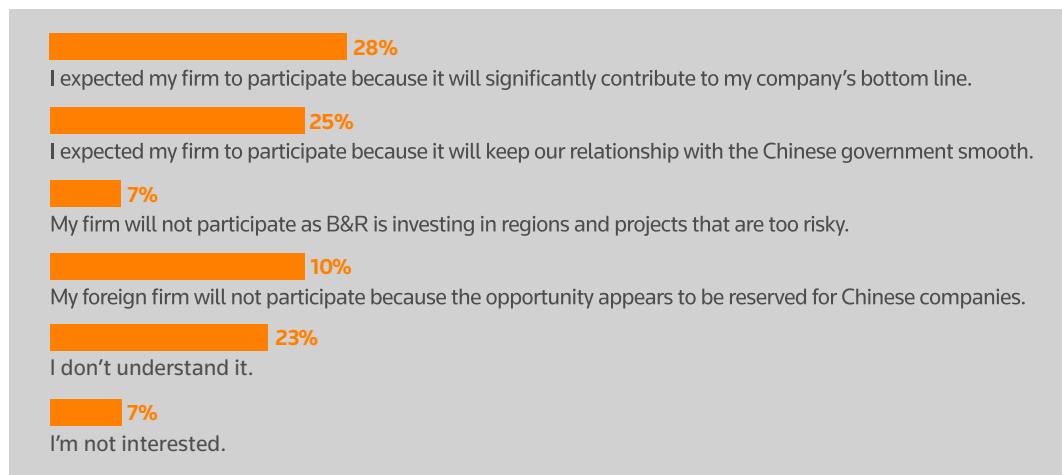 28%
I expected my firm to participate because it will significantly contribute to my company’s bottom line.
25%
I expected my firm to participate because it will keep our relationship with the Chinese government smooth.
7%
My firm will not participate as B&R is investing in regions and projects that are too risky.
10%
My foreign firm will not participate because the opportunity appears to be reserved for Chinese companies.
23%
I don’t understand it.
7%
I’m not interested.